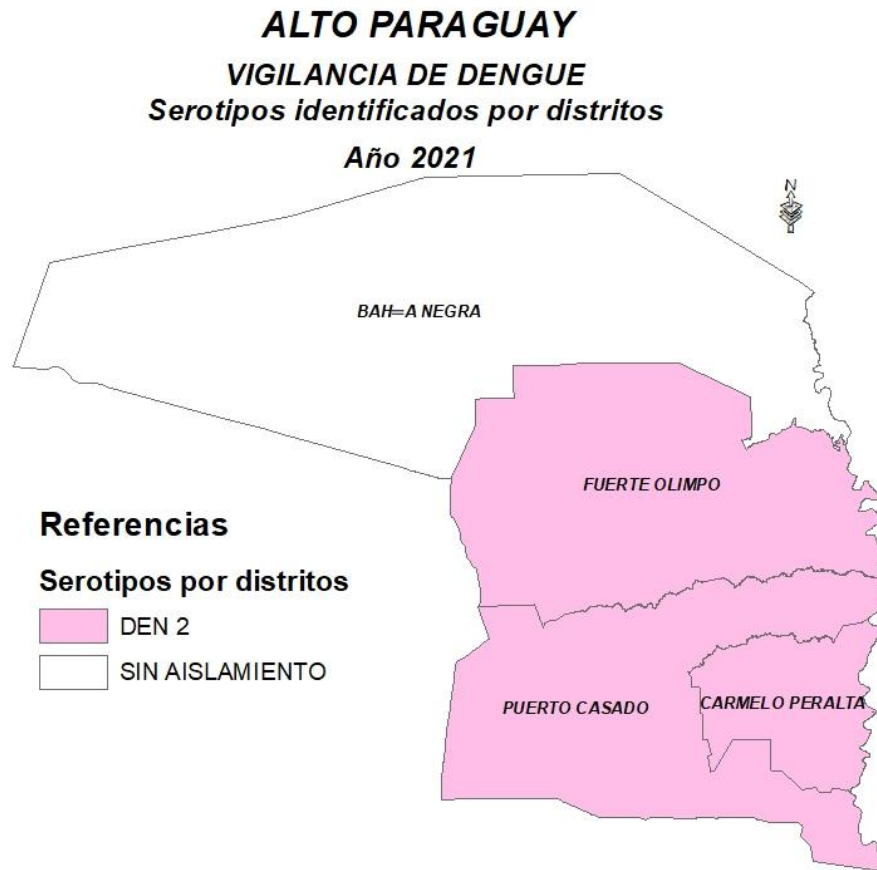 ALTO PARAGUAY
VIGILANCIA DE DENGUE
Serotipos identificados por distritos
Año 2021
N
BAH=A NEGRA
FUERTE OLIMPO
Referencias
Serotipos por distritos
DEN 2
SIN AISLAMIENTO
PUERTO CASADO
CARMELO PERALTA